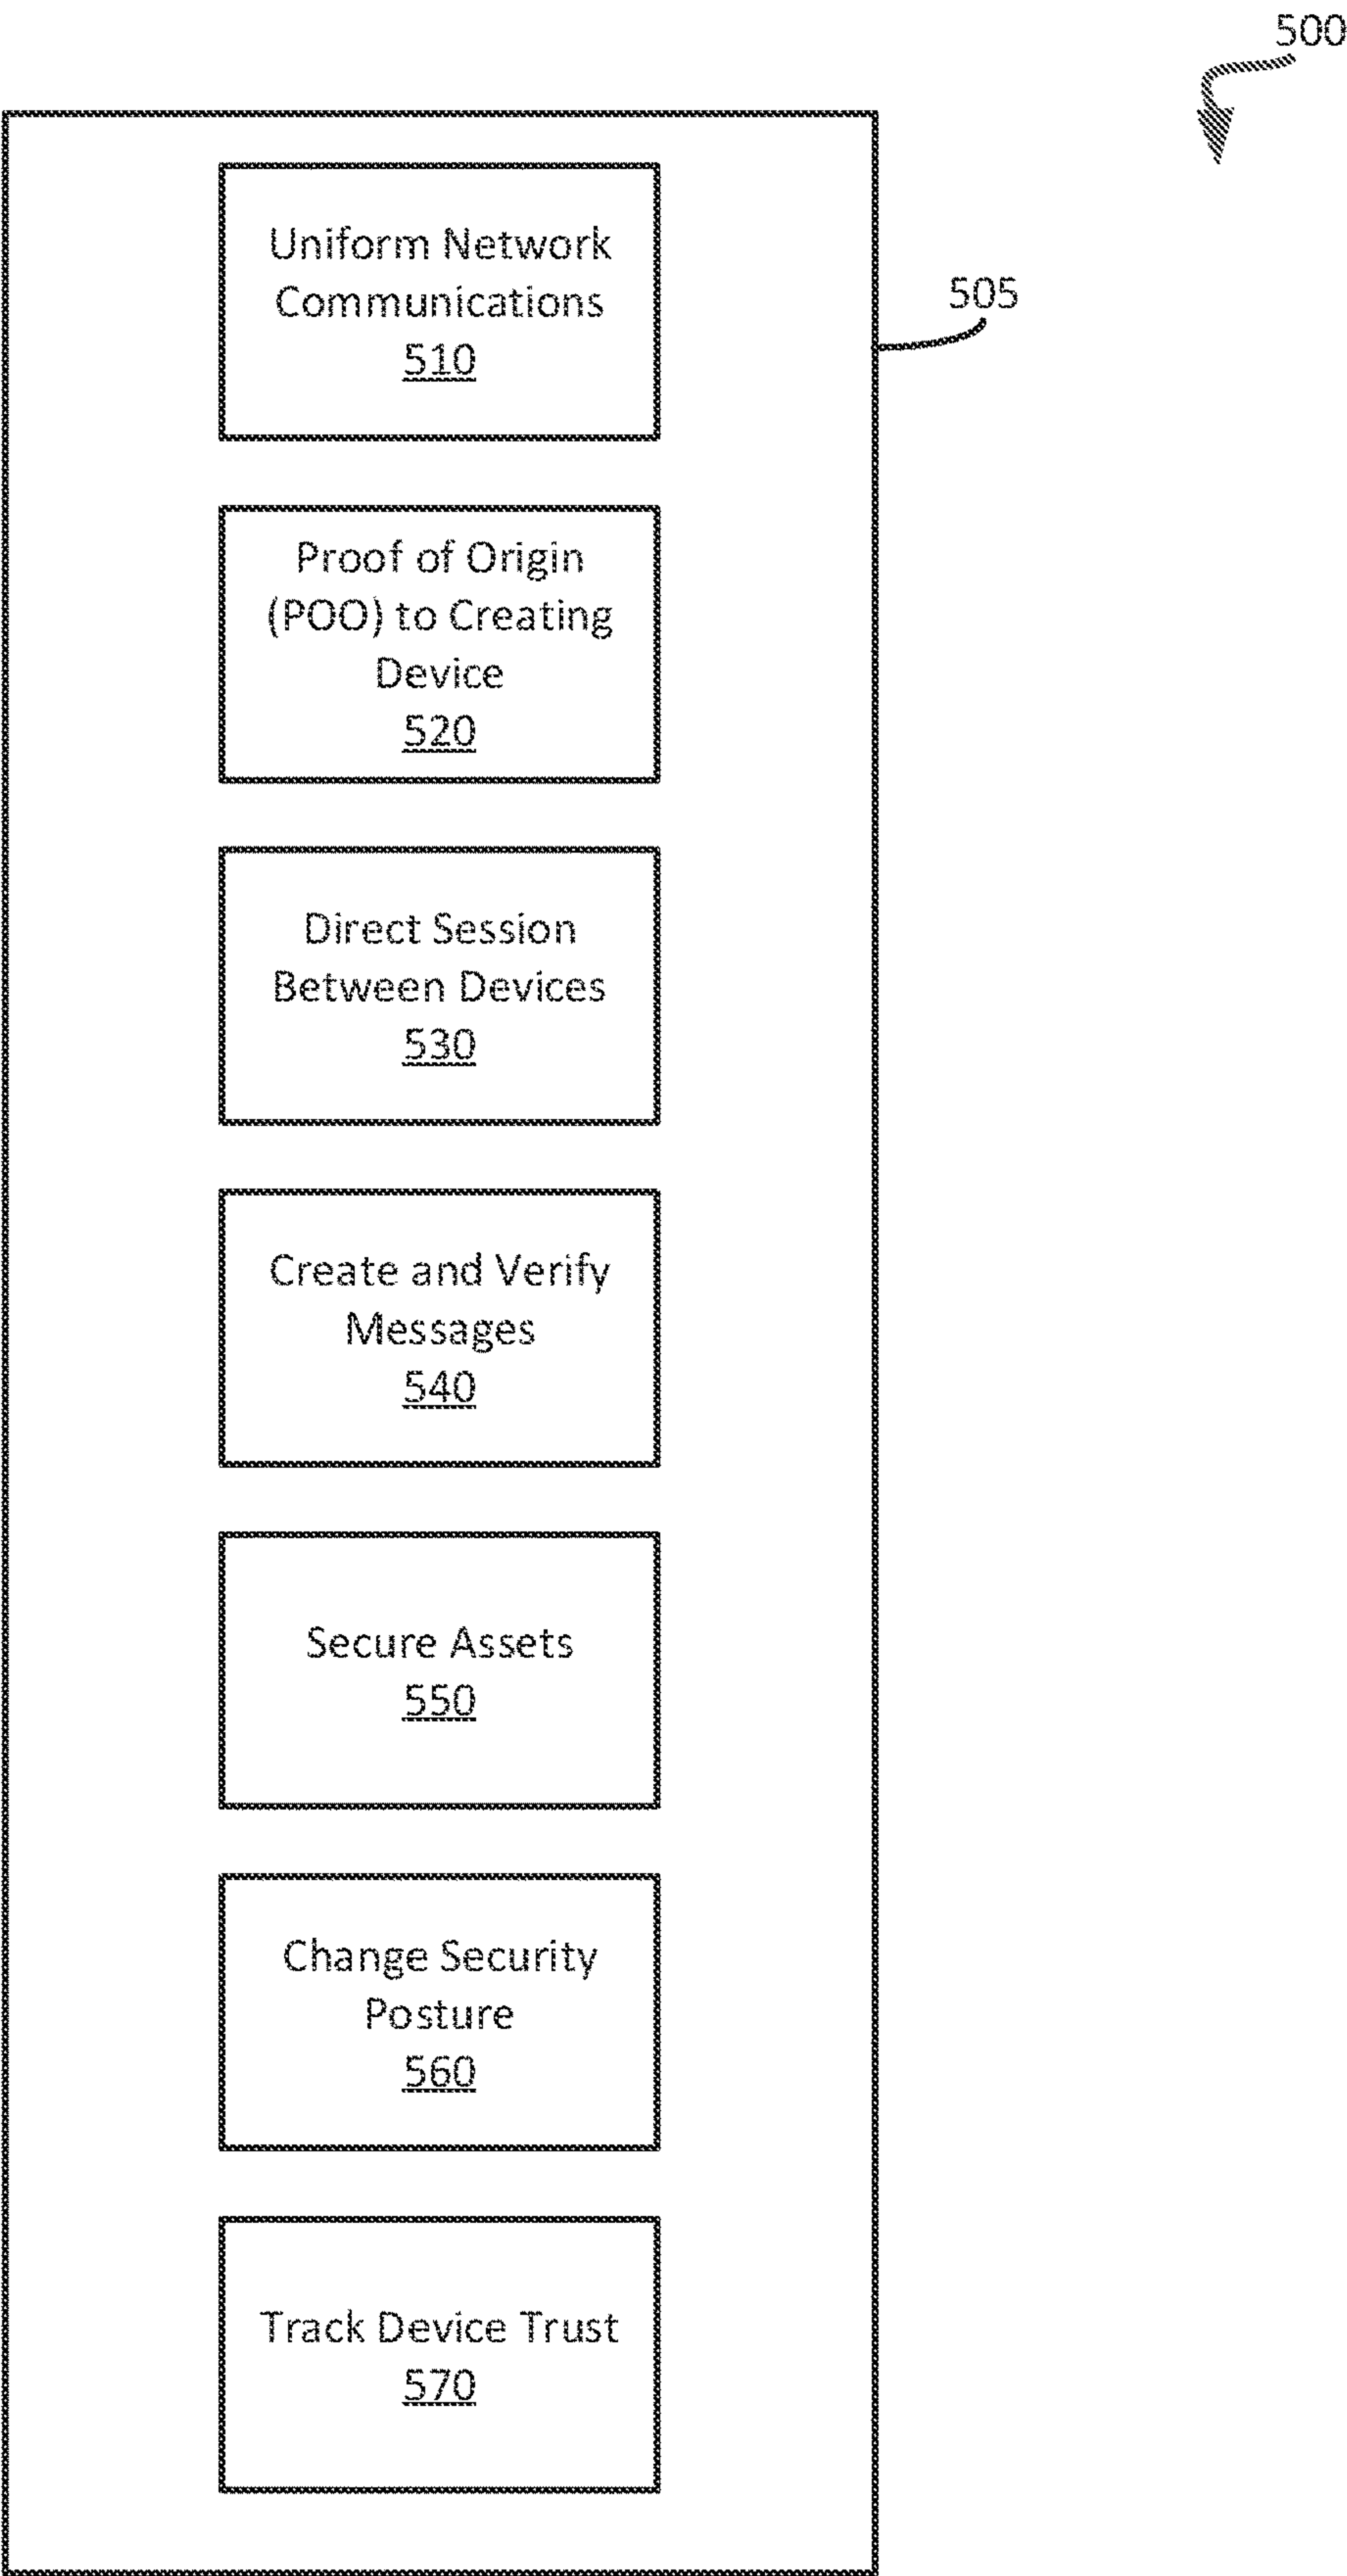 500
505
Uniform Network
Communications
510
Proof of Origin
(POO) to Creating
Device
520
Direct Session
Between Devices
530
Create and Verify
Messages
540
Secure Assets
550
Change Security
Posture
560
Track Device Trust
570